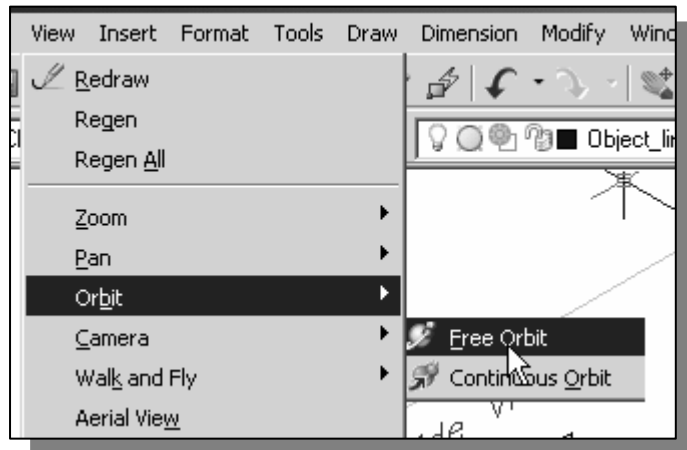 View Insert Format Tools Draw Dimension Modify
Redraw
Regen
Regen All
Object_lin
Zoom
Pan
Orbit
Camera
Free Orbit
Walk and Fly
Continuous Orbit
Aerial View